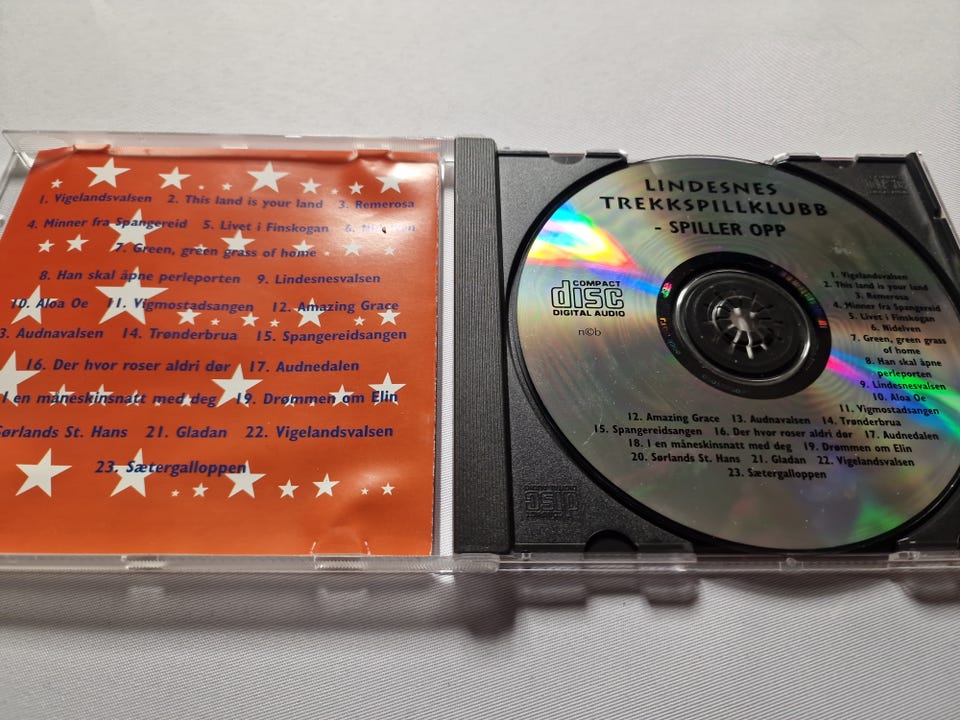 1. Vigelandsvalsen 2. This land is your land 3. Remerosa
4. Minner fra Spangereid 5. Livet i Finskogan 6. Nidelven
7. Green, green grass of home
8. Han skal åpne perleporten 9. Lindesnesvalsen
10. Aloa Oe 11. Vigmostadsangen 12. Amazing Grace
3. Audnavalsen 14. Trønderbrua 15. Spangereidsangen
16. Der hvor roser aldri dør 17. Audnedalen
I en måneskinsnatt med deg 19. Drømmen om Elin
Sørlands St. Hans 21. Gladan 22. Vigelandsvalsen
23. Sætergalloppen
LINDESNES
TREKKSPILLKLUBB
- SPILLER OPP
COMPACT
disc
DIGITAL AUDIO
n©b
1. Vigelandsvalsen
2. This land is your land
3. Remerosa
4. Minner fra Spangereid
5. Livet i Finskogan
6. Nidelven
7. Green, green grass
of home
8. Han skal åpne
perleporten
9. Lindesnesvalsen
10. Aloa Oe
11. Vigmostadsangen
12. Amazing Grace 13. Audnavalsen 14. Trønderbrua
15. Spangereidsangen 16. Der hvor roser aldri dør 17. Audnedalen
18. I en måneskinsnatt med deg 19. Drømmen om Elin
20. Sørlands St. Hans 21. Gladan 22. Vigelandsvalsen
23. Sætergalloppen